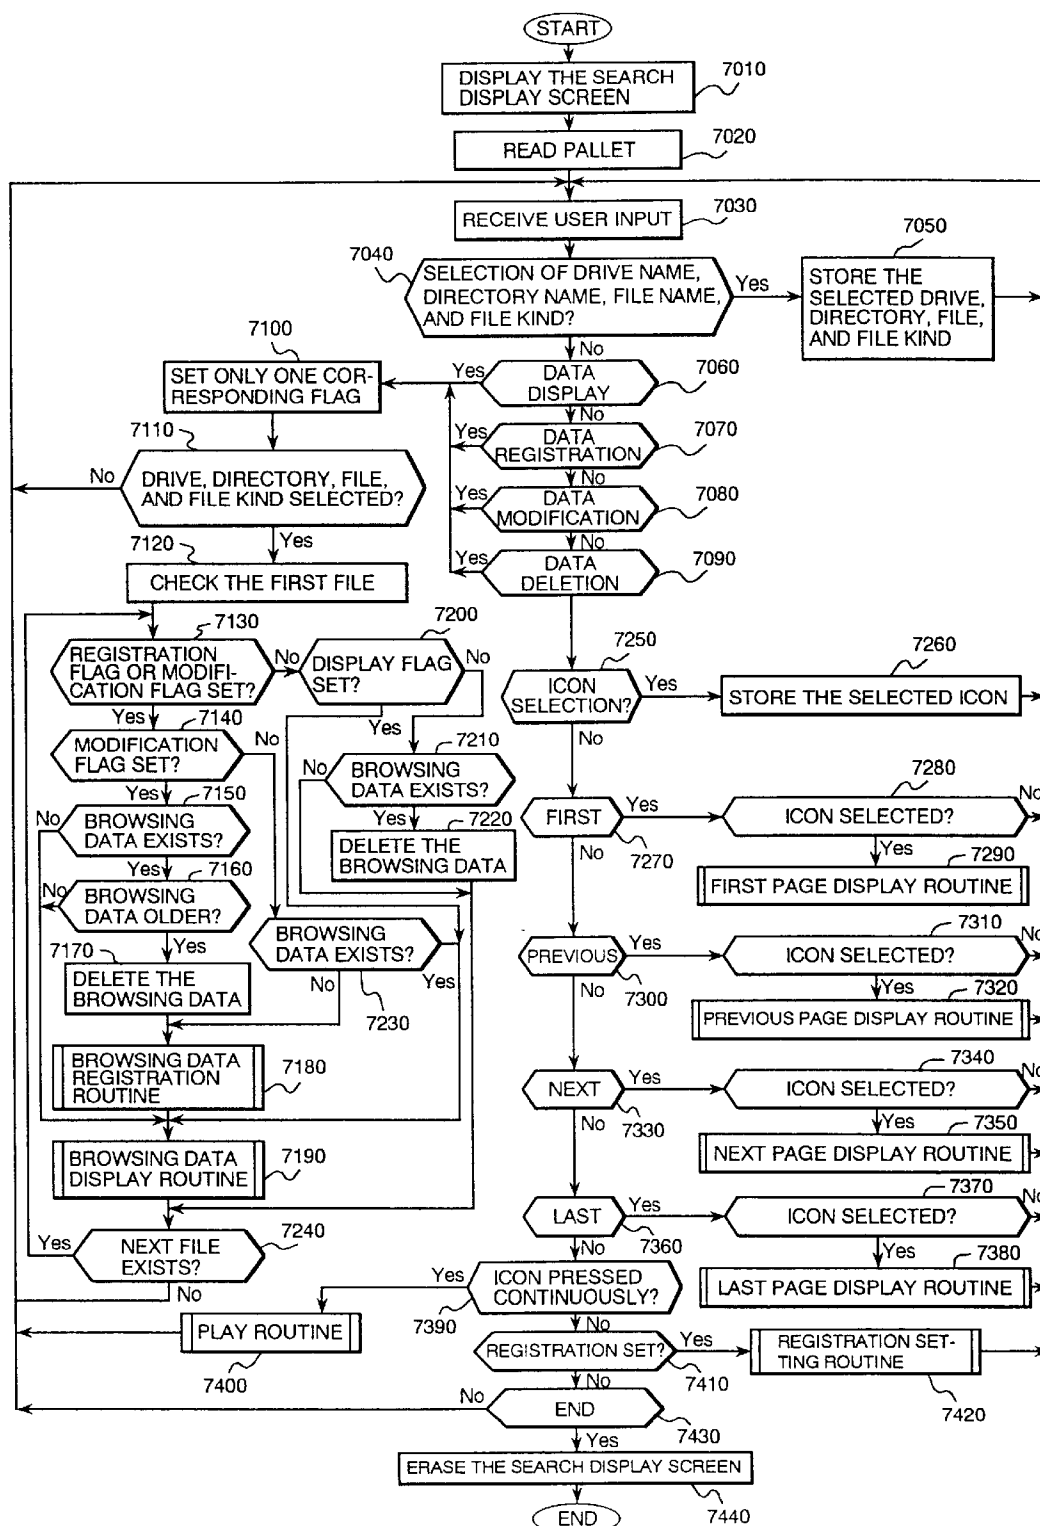 START
DISPLAY THE SEARCH
DISPLAY SCREEN
7010
READ PALLET
7020
RECEIVE USER INPUT
7030
7040
SELECTION OF DRIVE NAME,
DIRECTORY NAME, FILE NAME,
AND FILE KIND?
Yes
No
7050
STORE THE
SELECTED DRIVE,
DIRECTORY, FILE,
AND FILE KIND
DATA
DISPLAY
7060
Yes
No
DATA
REGISTRATION
7070
Yes
No
DATA
MODIFICATION
7080
Yes
No
DATA
DELETION
7090
Yes
7100
SET ONLY ONE COR-
RESPONDING FLAG
7110
DRIVE, DIRECTORY, FILE,
AND FILE KIND SELECTED?
No
Yes
7120
CHECK THE FIRST FILE
7130
REGISTRATION
FLAG OR MODIFI-
CATION FLAG SET?
No
Yes
7200
DISPLAY FLAG
SET?
No
Yes
7140
MODIFICATION
FLAG SET?
No
Yes
7210
BROWSING
DATA EXISTS?
No
Yes
7220
DELETE THE
BROWSING DATA
7150
BROWSING
DATA EXISTS?
No
Yes
7160
BROWSING
DATA OLDER?
No
Yes
7170
DELETE THE
BROWSING DATA
BROWSING
DATA EXISTS?
No
Yes
7230
BROWSING DATA
REGISTRATION
ROUTINE
7180
BROWSING DATA
DISPLAY ROUTINE
7190
NEXT FILE
EXISTS?
7240
Yes
No
7250
ICON
SELECTION?
Yes
No
7260
STORE THE SELECTED ICON
FIRST
7270
Yes
No
7280
ICON SELECTED?
No
Yes
7290
FIRST PAGE DISPLAY ROUTINE
PREVIOUS
7300
Yes
No
7310
ICON SELECTED?
No
Yes
7320
PREVIOUS PAGE DISPLAY ROUTINE
NEXT
7330
Yes
No
7340
ICON SELECTED?
No
Yes
7350
NEXT PAGE DISPLAY ROUTINE
LAST
7360
Yes
No
7370
ICON SELECTED?
No
Yes
7380
LAST PAGE DISPLAY ROUTINE
ICON PRESSED
CONTINUOUSLY?
7390
Yes
No
PLAY ROUTINE
7400
REGISTRATION SET?
7410
Yes
No
REGISTRATION SET-
TING ROUTINE
7420
END
7430
No
Yes
ERASE THE SEARCH DISPLAY SCREEN
7440
END